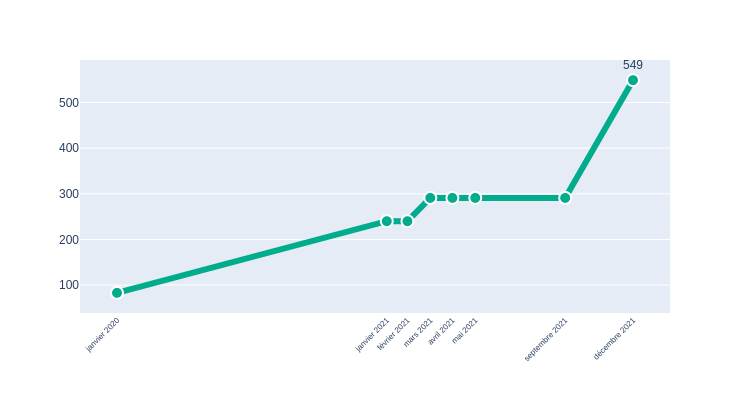 549
500
400
300
200
100
janvier 2020
janvier 2021
février 2021
mars 2021
avril 2021
mai 2021
septembre 2021
décembre 2021